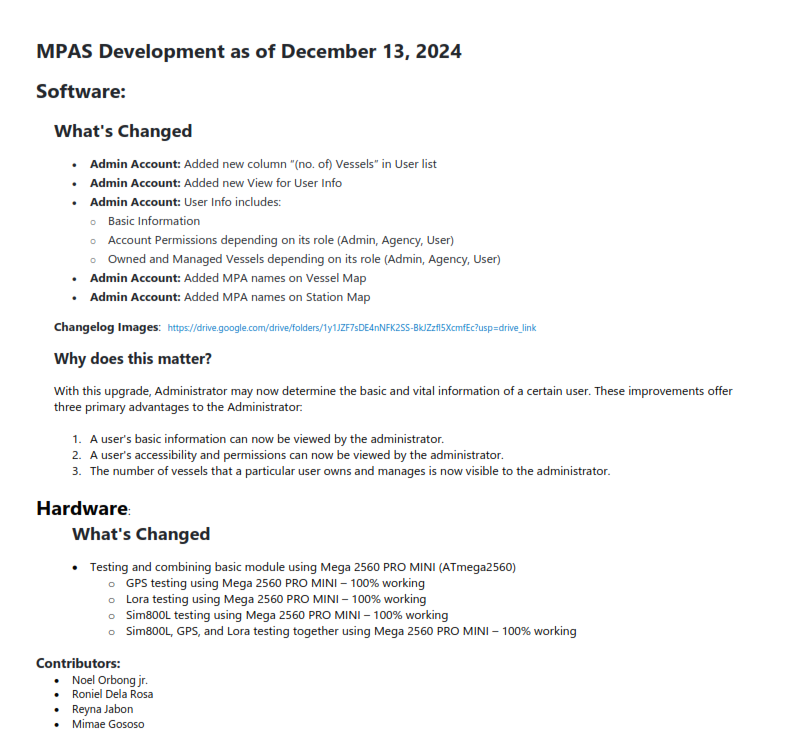 MPAS Development as of December 13, 2024
Software:
What's Changed
• Admin Account: Added new column "(no. of) Vessels" in User list
• Admin Account: Added new View for User Info
• Admin Account: User Info includes:
○ Basic Information
○ Account Permissions depending on its role (Admin, Agency, User)
○ Owned and Managed Vessels depending on its role (Admin, Agency, User)
• Admin Account: Added MPA names on Vessel Map
• Admin Account: Added MPA names on Station Map
Changelog Images: https://drive.google.com/drive/folders/1y1JZF7sDE4nNFK2SS-BkJZzfl5XcmfEc?usp=drive_link
Why does this matter?
With this upgrade, Administrator may now determine the basic and vital information of a certain user. These improvements offer
three primary advantages to the Administrator:
1. A user's basic information can now be viewed by the administrator.
2. A user's accessibility and permissions can now be viewed by the administrator.
3. The number of vessels that a particular user owns and manages is now visible to the administrator.
Hardware:
What's Changed
• Testing and combining basic module using Mega 2560 PRO MINI (ATmega2560)
○ GPS testing using Mega 2560 PRO MINI – 100% working
○ Lora testing using Mega 2560 PRO MINI – 100% working
○ Sim800L testing using Mega 2560 PRO MINI – 100% working
○ Sim800L, GPS, and Lora testing together using Mega 2560 PRO MINI – 100% working
Contributors:
• Noel Orbong jr.
• Roniel Dela Rosa
• Reyna Jabon
• Mimae Gososo